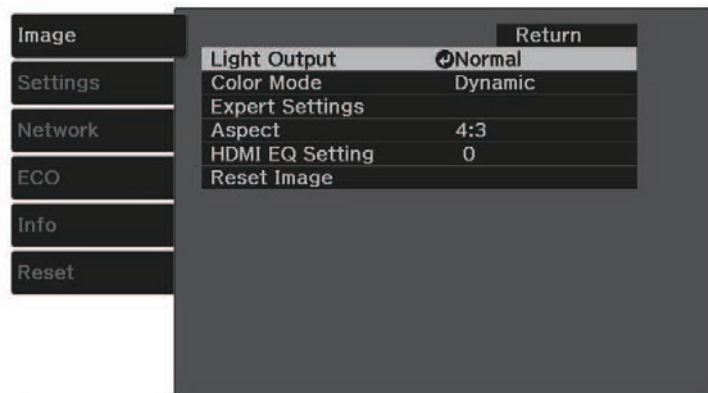 Image
Settings
Network
ECO
Info
Reset
Return
Light Output Normal
Color Mode Dynamic
Expert Settings
Aspect 4:3
HDMI EQ Setting 0
Reset Image